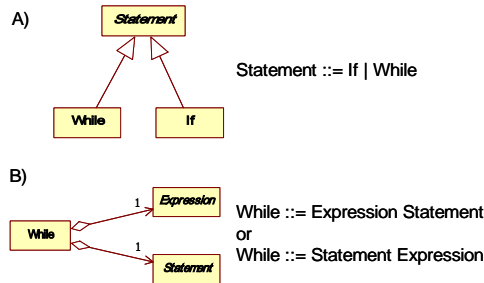 A)
Statement
While
If
Statement ::= If | While
B)
While
1
Expression
1
Statement
While ::= Expression Statement
or
While ::= Statement Expression